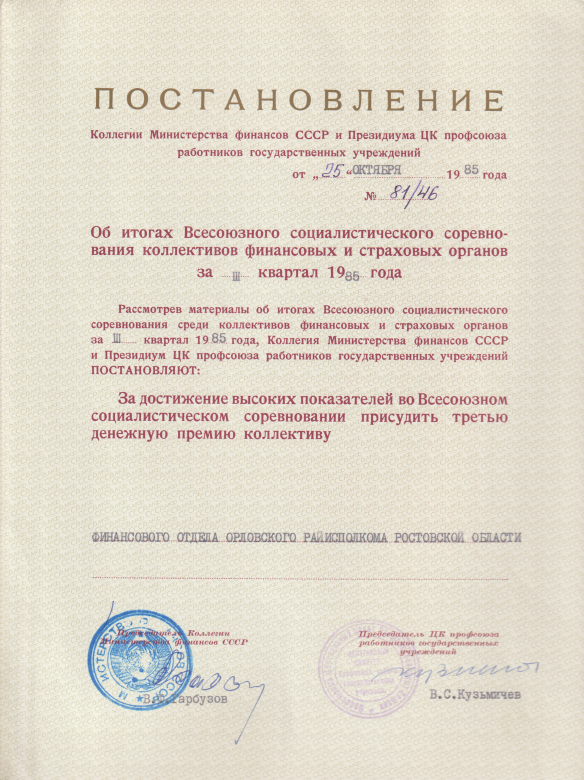 ПОСТАНОВЛЕНИЕ
Коллегии Министерства финансов СССР и Президиума ЦК профсоюза
работников государственных учреждений
от „25“ ОКТЯБРЯ 1985 года
№ 81/46
Об итогах Всесоюзного социалистического соревно-
вания коллективов финансовых и страховых органов
за III квартал 1985 года
Рассмотрев материалы об итогах Всесоюзного социалистического
соревнования среди коллективов финансовых и страховых органов
за III квартал 1985 года, Коллегия Министерства финансов СССР
и Президиум ЦК профсоюза работников государственных учреждений
ПОСТАНОВЛЯЮТ:
За достижение высоких показателей во Всесоюзном
социалистическом соревновании присудить третью
денежную премию коллективу
ФИНАНСОВОГО ОТДЕЛА ОРЛОВСКОГО РАЙИСПОЛКОМА РОСТОВСКОЙ ОБЛАСТИ
Председатель Коллегии
Министерства финансов СССР
В.Ф.Гарбузов
Председатель ЦК профсоюза
работников государственных
учреждений
В.С.Кузьмичев